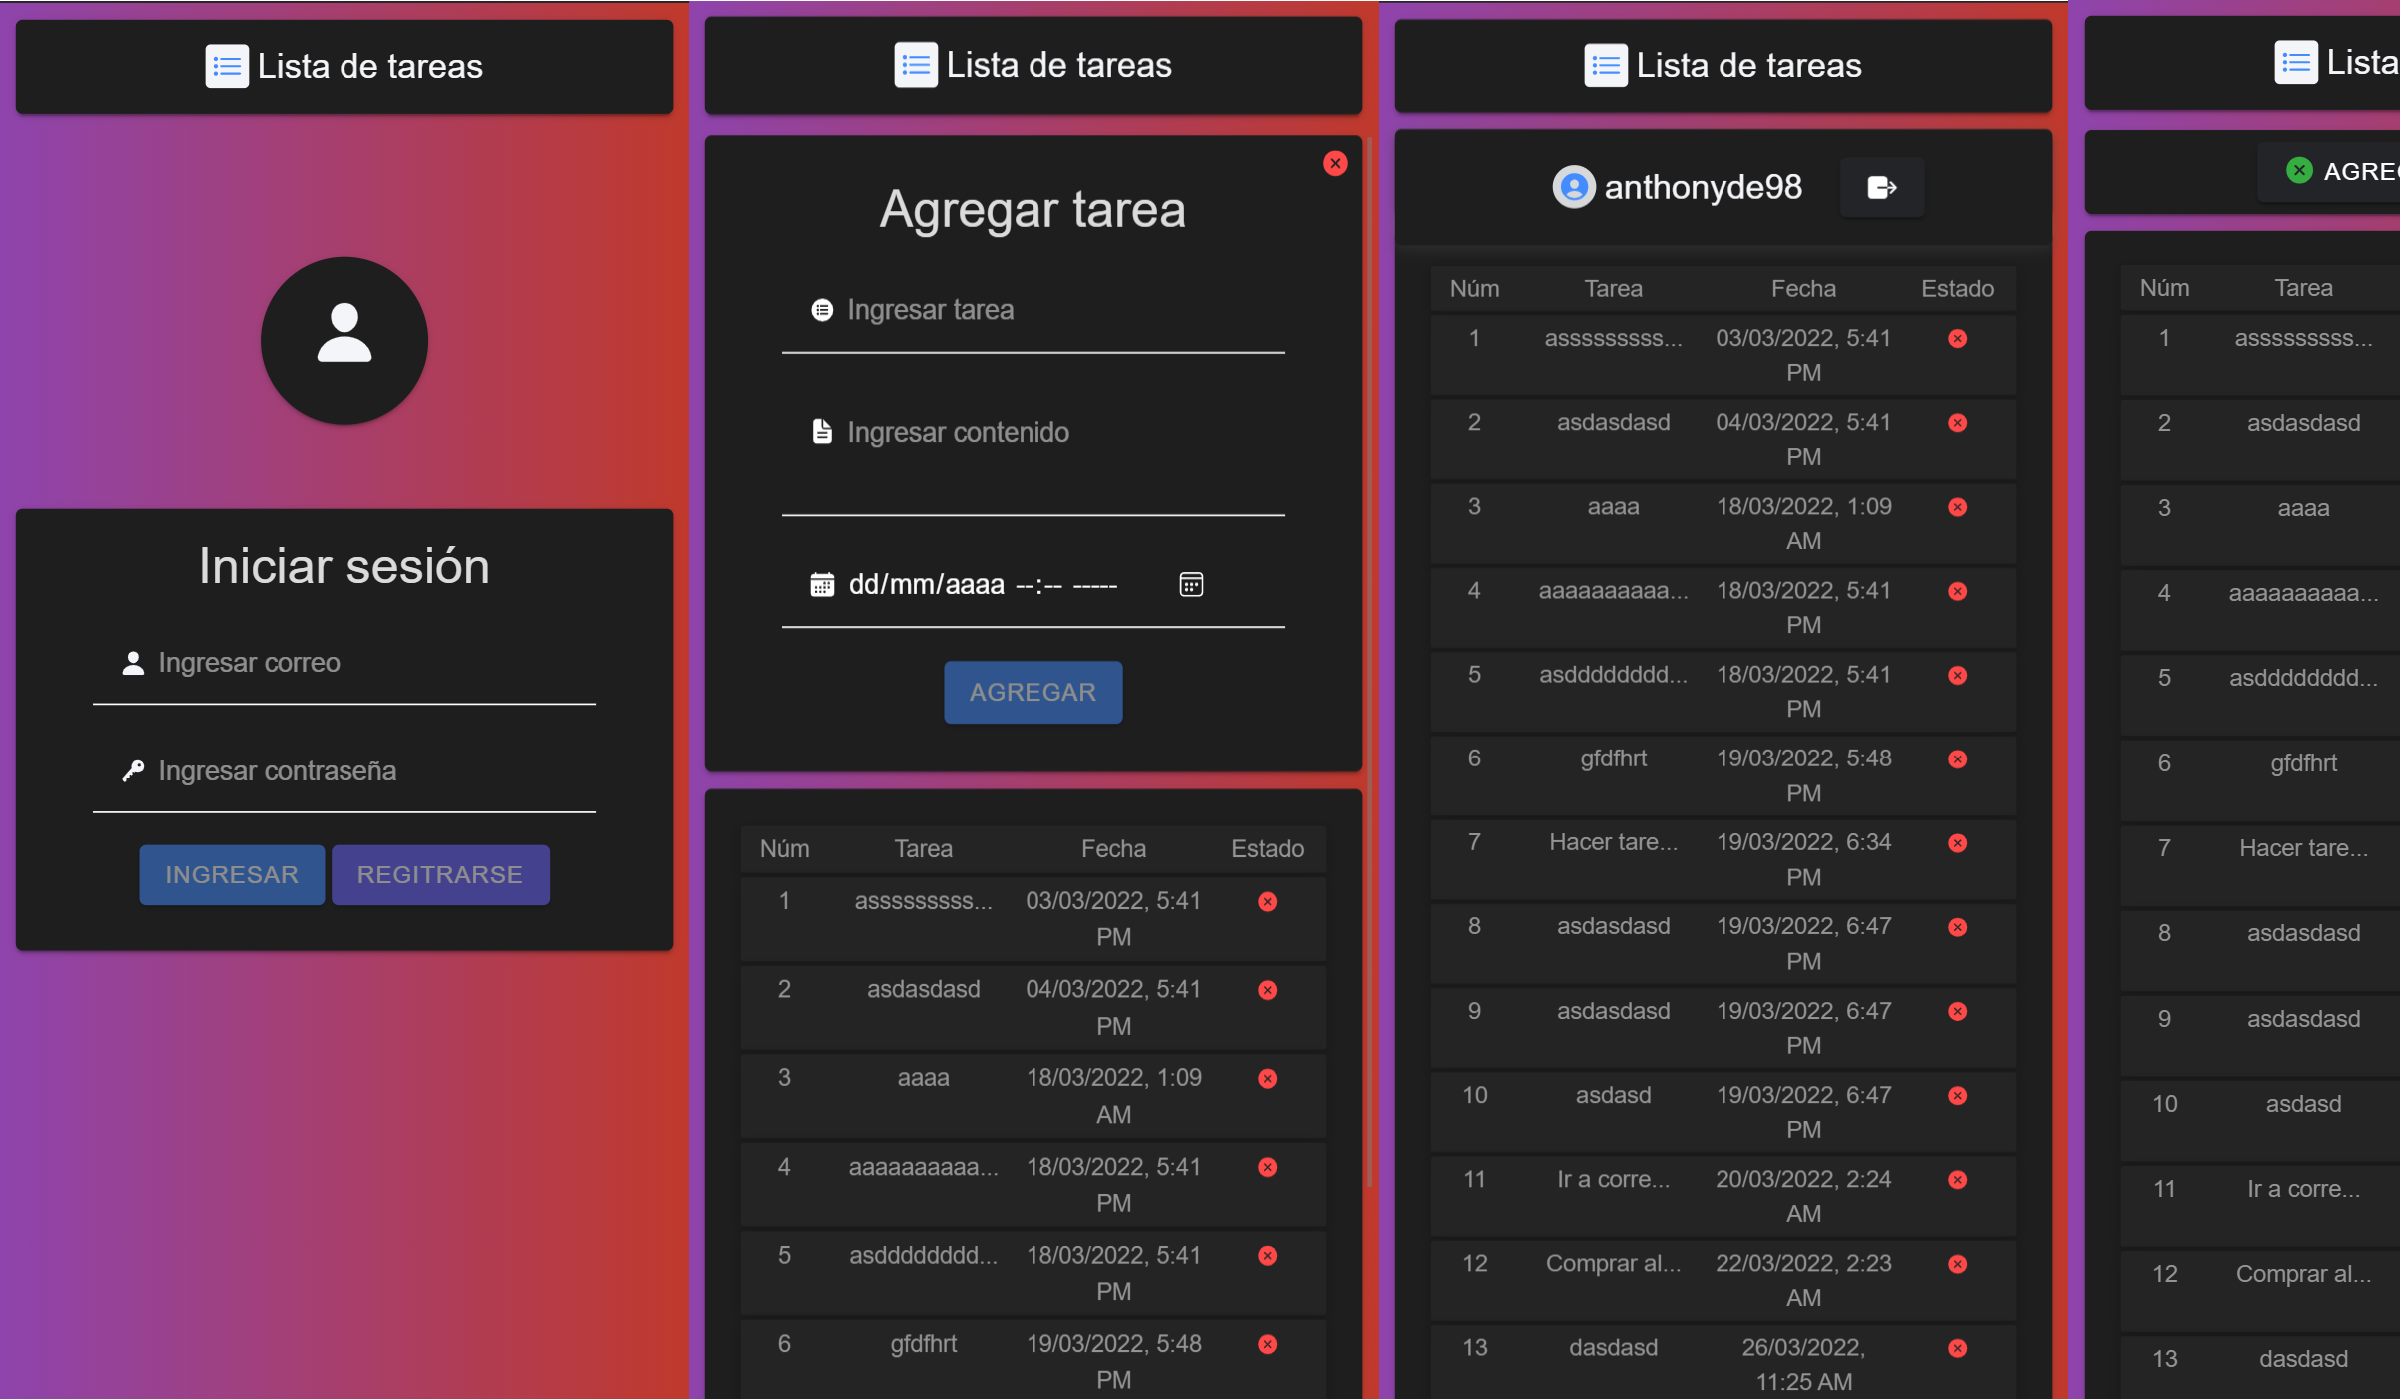 Lista de tareas
Iniciar sesión
Ingresar correo
Ingresar contraseña
INGRESAR REGITRARSE
Lista de tareas
Agregar tarea
Ingresar tarea
Ingresar contenido
dd/mm/aaaa --:-- -----
AGREGAR
Núm Tarea Fecha Estado
1 asssssssss... 03/03/2022, 5:41
PM
2 asdasdasd 04/03/2022, 5:41
PM
3 aaaa 18/03/2022, 1:09
AM
4 aaaaaaaaaa... 18/03/2022, 5:41
PM
5 asdddddddd... 18/03/2022, 5:41
PM
6 gfdfhrt 19/03/2022, 5:48
PM
Lista de tareas
anthonyde98
Núm Tarea Fecha Estado
1 asssssssss... 03/03/2022, 5:41
PM
2 asdasdasd 04/03/2022, 5:41
PM
3 aaaa 18/03/2022, 1:09
AM
4 aaaaaaaaaa... 18/03/2022, 5:41
PM
5 asdddddddd... 18/03/2022, 5:41
PM
6 gfdfhrt 19/03/2022, 5:48
PM
7 Hacer tare... 19/03/2022, 6:34
PM
8 asdasdasd 19/03/2022, 6:47
PM
9 asdasdasd 19/03/2022, 6:47
PM
10 asdasd 19/03/2022, 6:47
PM
11 Ir a corre... 20/03/2022, 2:24
AM
12 Comprar al... 22/03/2022, 2:23
AM
13 dasdasd 26/03/2022,
11:25 AM
Lista
Núm Tarea
1 asssssssss...
2 asdasdasd
3 aaaa
4 aaaaaaaaaa...
5 asdddddddd...
6 gfdfhrt
7 Hacer tare...
8 asdasdasd
9 asdasdasd
10 asdasd
11 Ir a corre...
12 Comprar al...
13 dasdasd